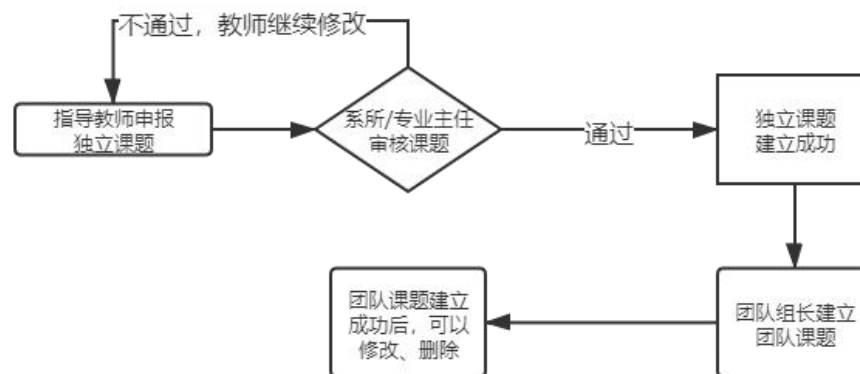 不通过，教师继续修改
指导教师申报
独立课题
系所/专业主任
审核课题
通过
独立课题
建立成功
团队课题建立
成功后，可以
修改、删除
团队组长建立
团队课题